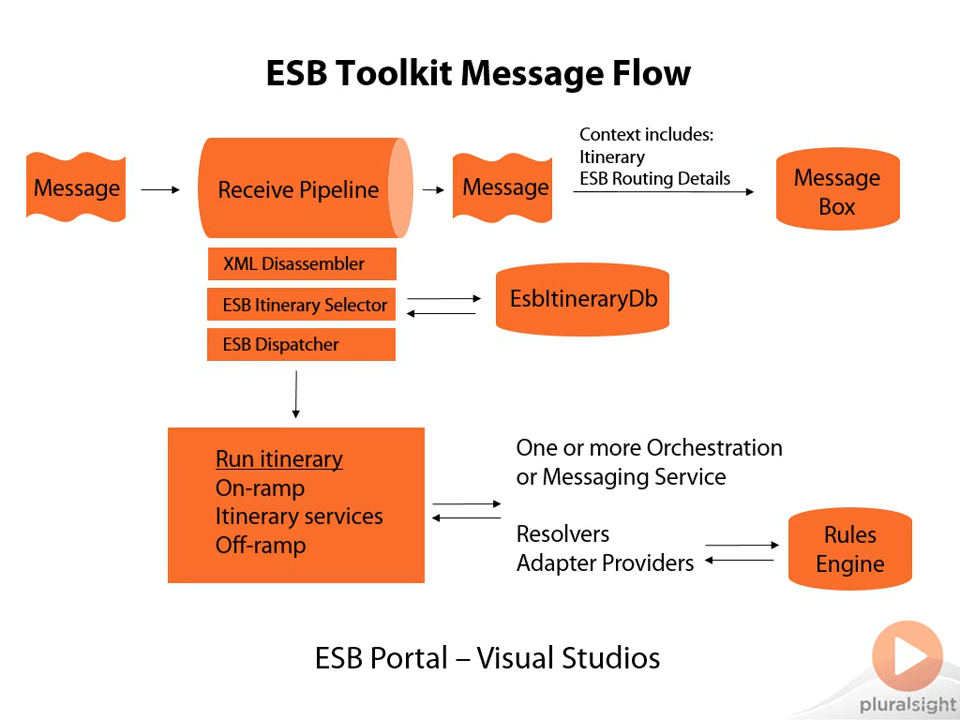 ESB Toolkit Message Flow
Message
Receive Pipeline
Message
Context includes:
Itinerary
ESB Routing Details
Message
Box
XML Disassembler
ESB Itinerary Selector
ESB Dispatcher
EsbItineraryDb
Run itinerary
On-ramp
Itinerary services
Off-ramp
One or more Orchestration
or Messaging Service
Resolvers
Adapter Providers
Rules
Engine
ESB Portal – Visual Studios
pluralsight